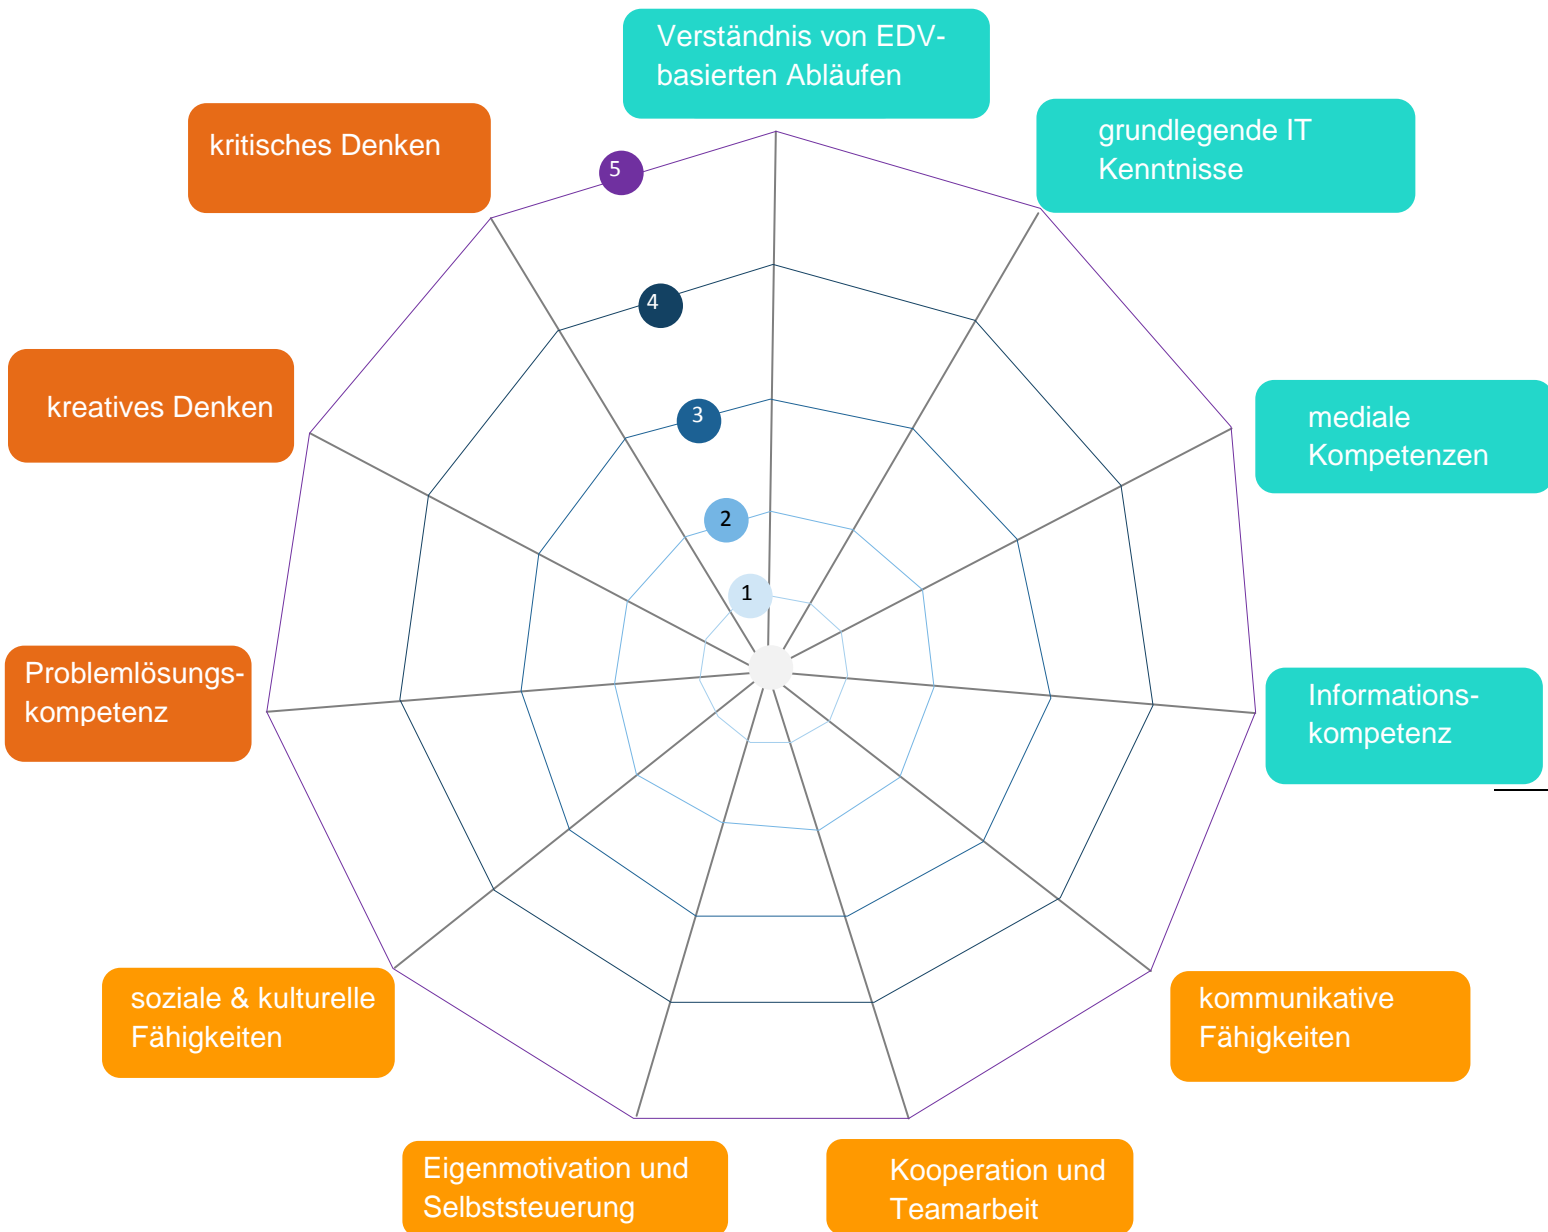 Verständnis von EDV-
basierten Abläufen
kritisches Denken
grundlegende IT
Kenntnisse
5
4
kreatives Denken
3
mediale
Kompetenzen
2
1
Problemlösungs-
kompetenz
Informations-
kompetenz
soziale & kulturelle
Fähigkeiten
kommunikative
Fähigkeiten
Eigenmotivation und
Selbststeuerung
Kooperation und
Teamarbeit